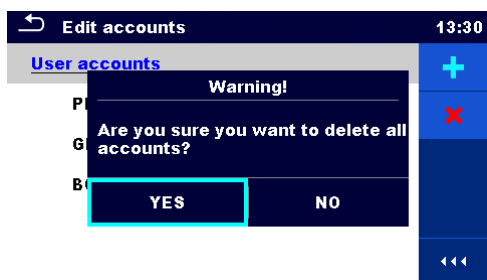 Edit accounts 13:30
User accounts
Warning!
Are you sure you want to delete all
accounts?
YES NO